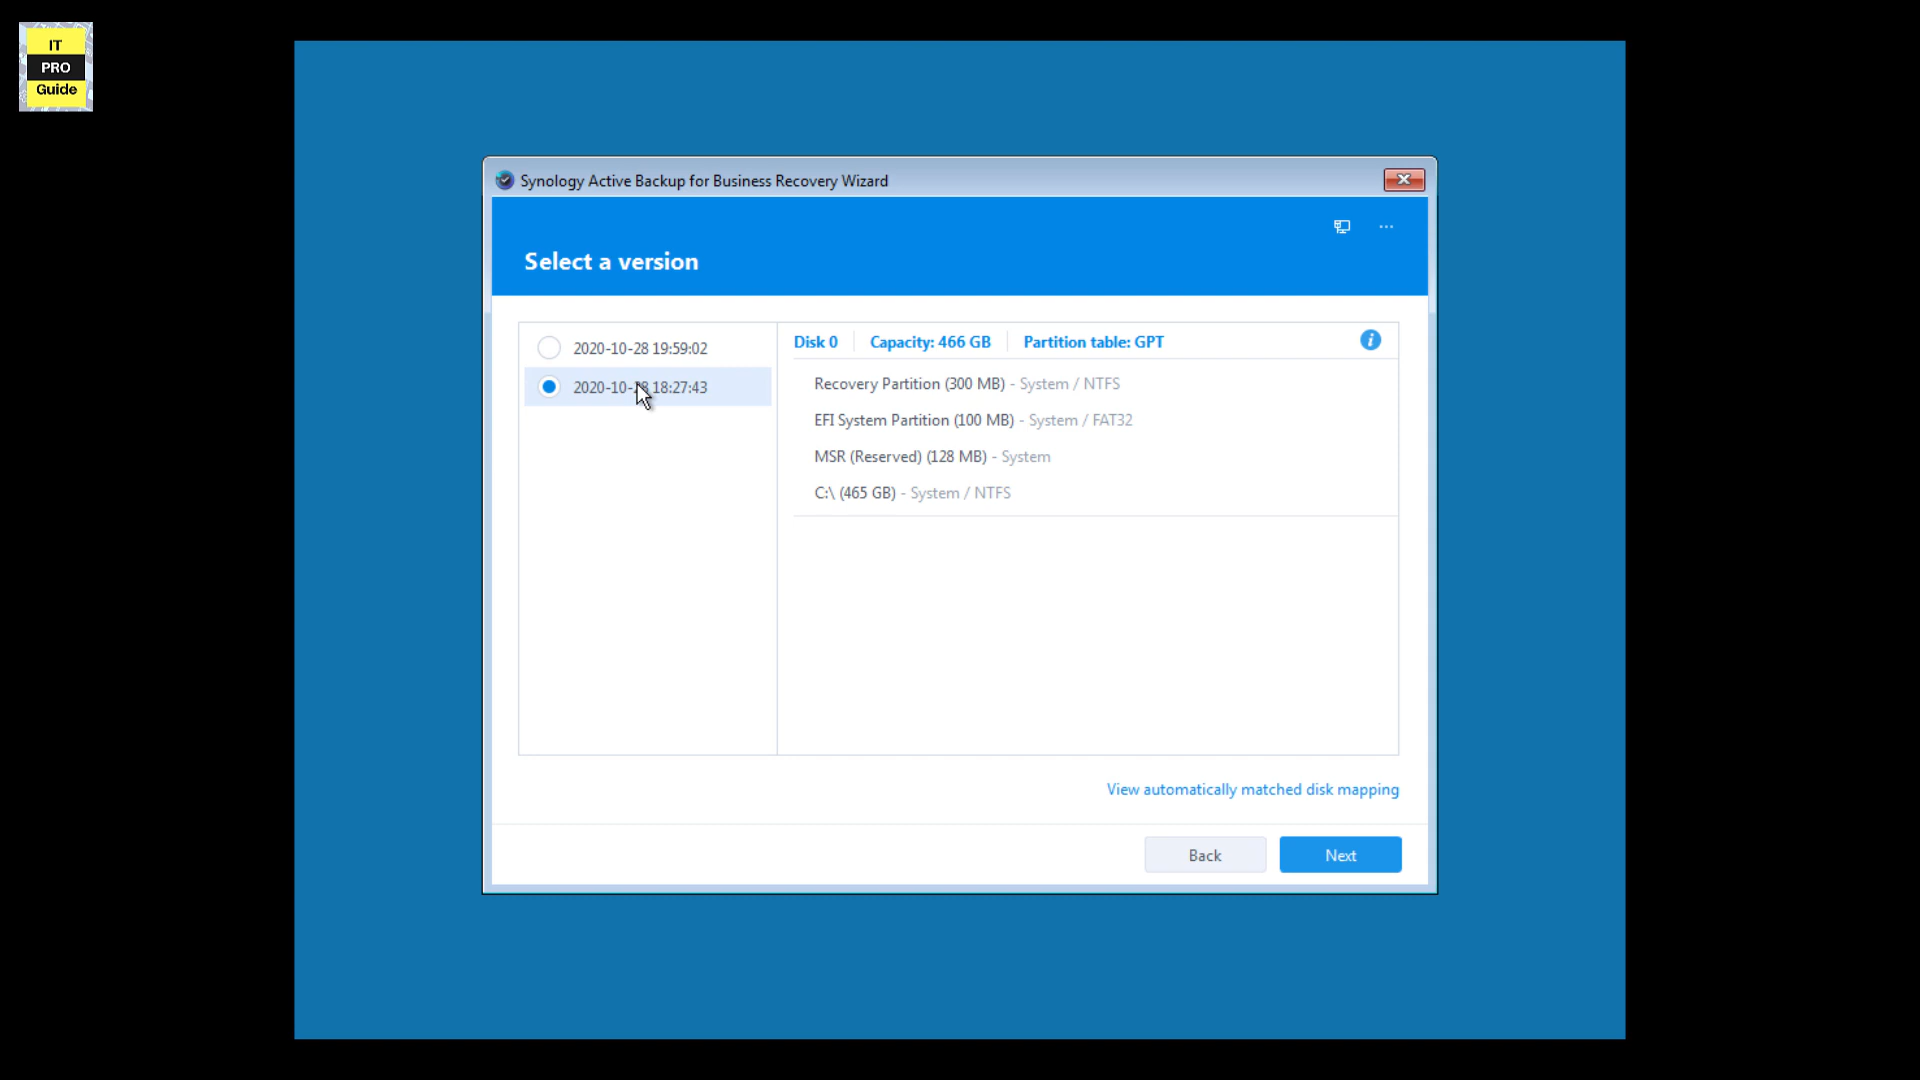 IT
PRO
Guide
Synology Active Backup for Business Recovery Wizard
Select a version
2020-10-28 19:59:02
2020-10-28 18:27:43
Disk 0 Capacity: 466 GB Partition table: GPT
Recovery Partition (300 MB) - System / NTFS
EFI System Partition (100 MB) - System / FAT32
MSR (Reserved) (128 MB) - System
C:\ (465 GB) - System / NTFS
View automatically matched disk mapping
Back Next